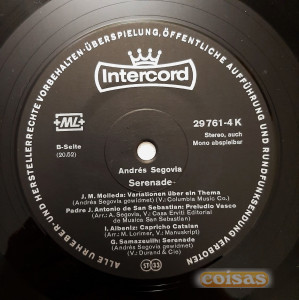 ALLE URHEBER- UND HERSTELLERRECHTE VORBEHALTEN - ÜBERSPIELUNG, ÖFFENTLICHE AUFFÜHRUNG UND RUNDFUNKSENDUNG VERBOTEN
Intercord
ML
29761-4 K
Stereo, auch
Mono abspielbar
B-Seite
(20.52)
Andrés Segovia
Serenade
J. M. Molleda: Variationen über ein Thema
(Andrés Segovia gewidmet) (V.: Columbia Music Co.)
Padre J. Antonio de San Sebastian: Preludio Vasco
(Arr.: A. Segovia, V.: Casa Erviti Editorial
de Musica San Sebastian)
I. Albeniz: Capricho Catalan
(Arr.: M. Lorimer, V.: Manuskript)
G. Samazeuilh: Serenade
(Andrés Segovia gewidmet)
(V.: Durand & Cie)
ST 33
coisas